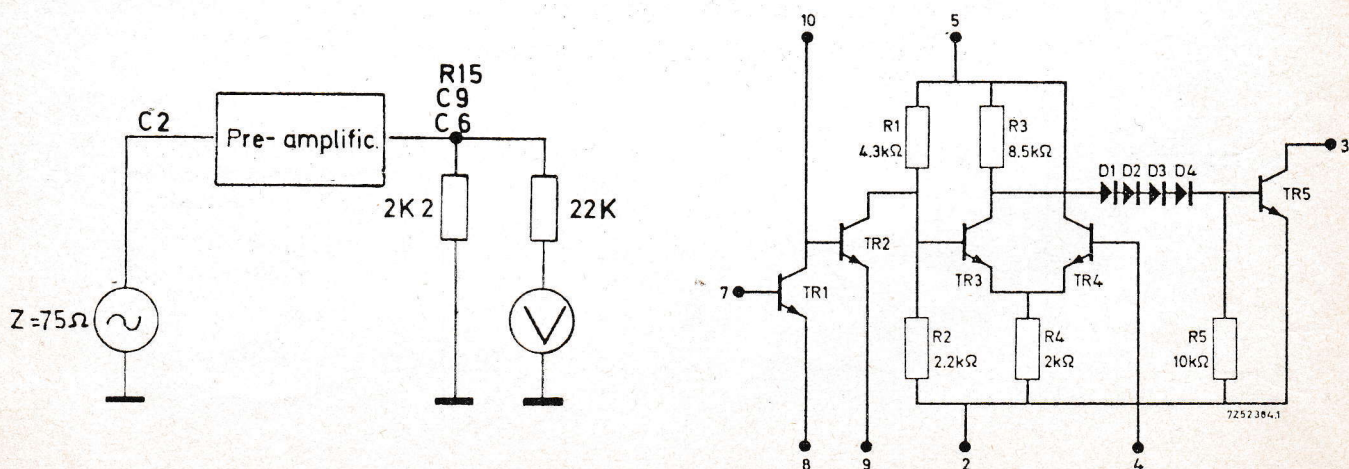 R15
C9
C6
C2
Pre- amplific.
2K2
22K
Z=75Ω
V
10
5
R1
4.3kΩ
R3
8.5kΩ
3
D1 D2 D3 D4
TR5
TR2
TR3
TR4
7
TR1
R2
2.2kΩ
R4
2kΩ
R5
10kΩ
7Z52384.1
8
9
2
4